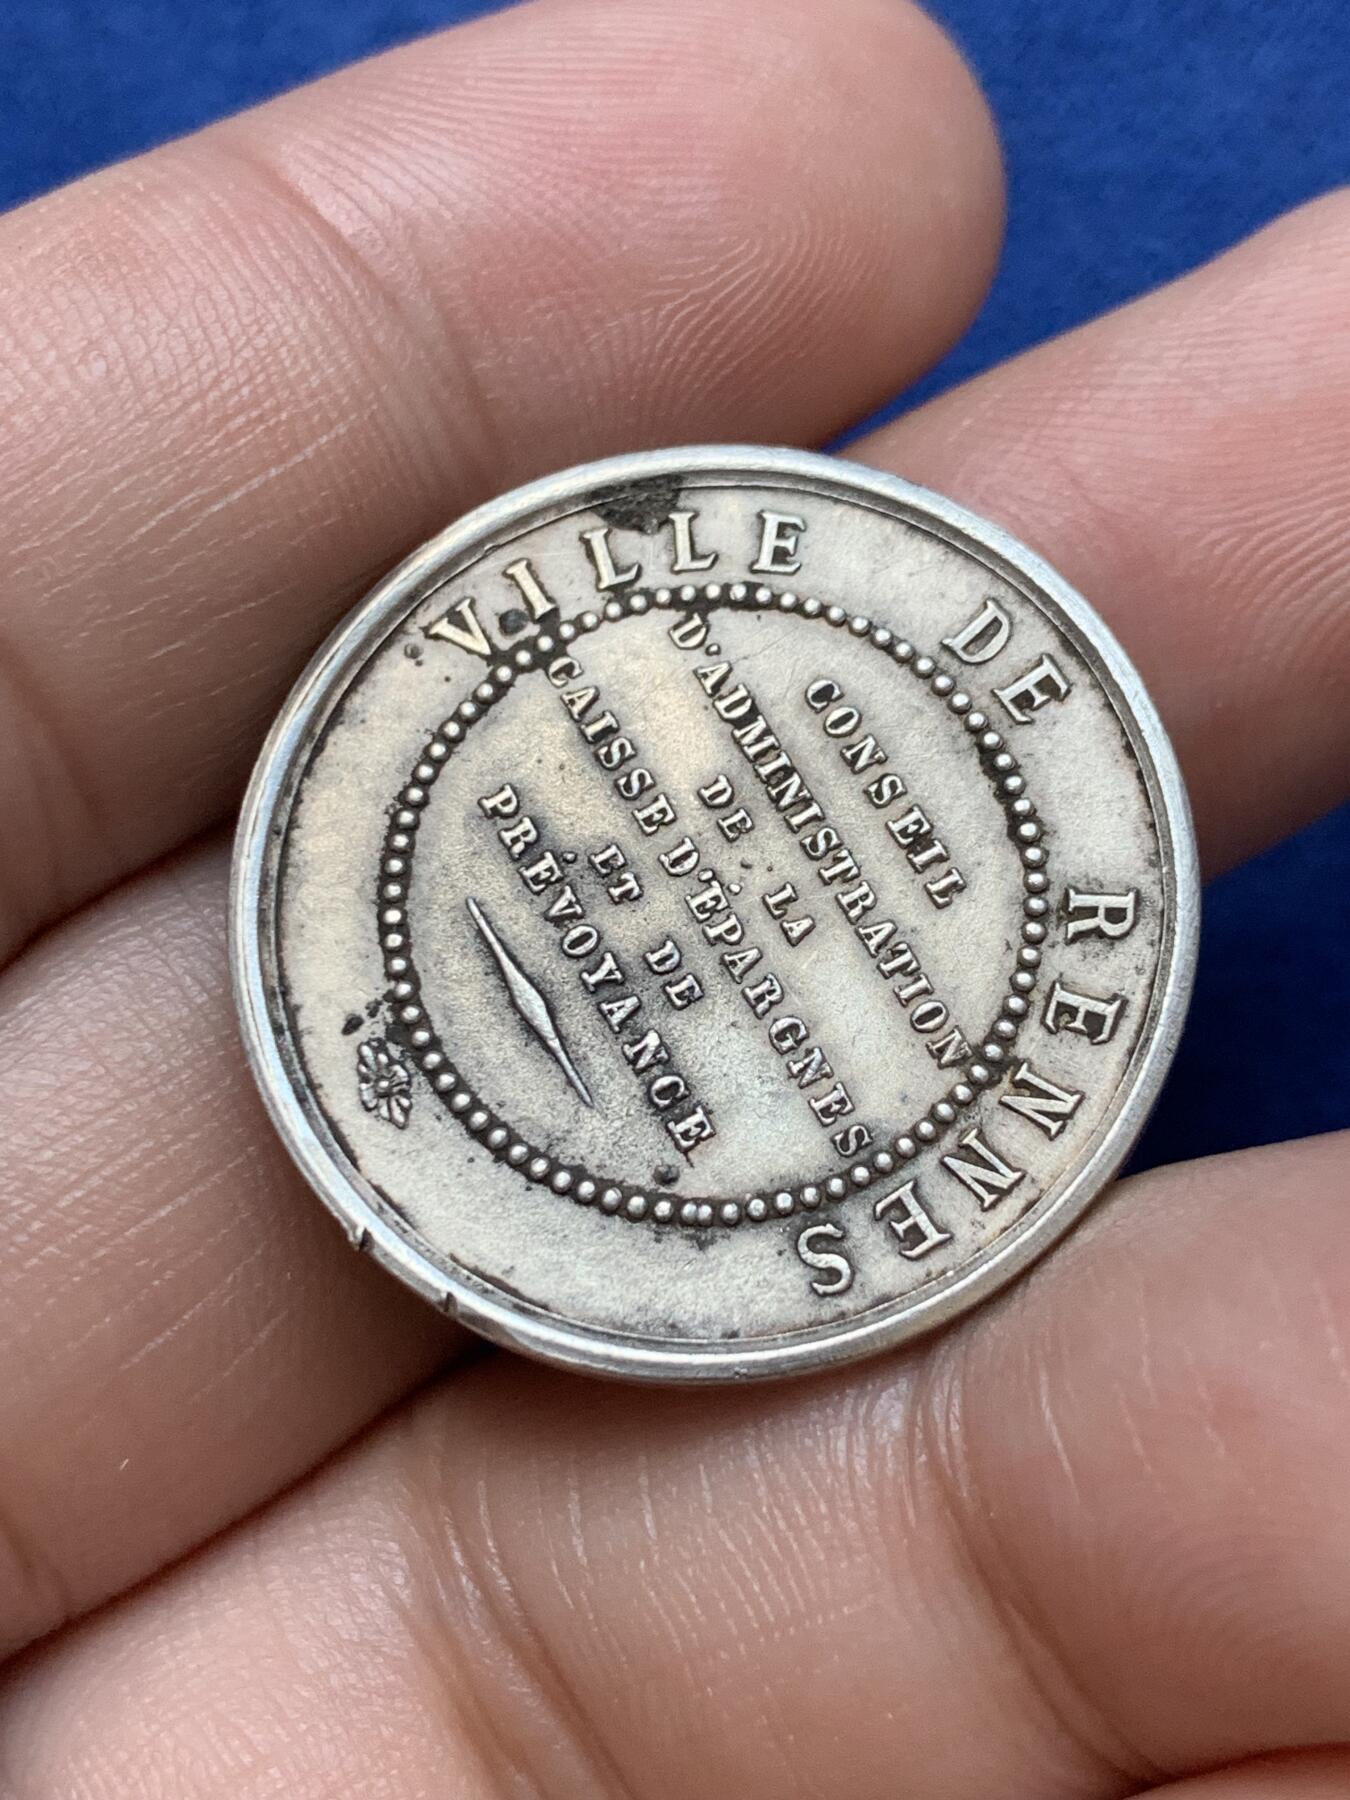 VILLE DE RENNES
CONSEIL
D'ADMINISTRATION
DE LA
CAISSE D'ÉPARGNES
ET DE
PRÉVOYANCE